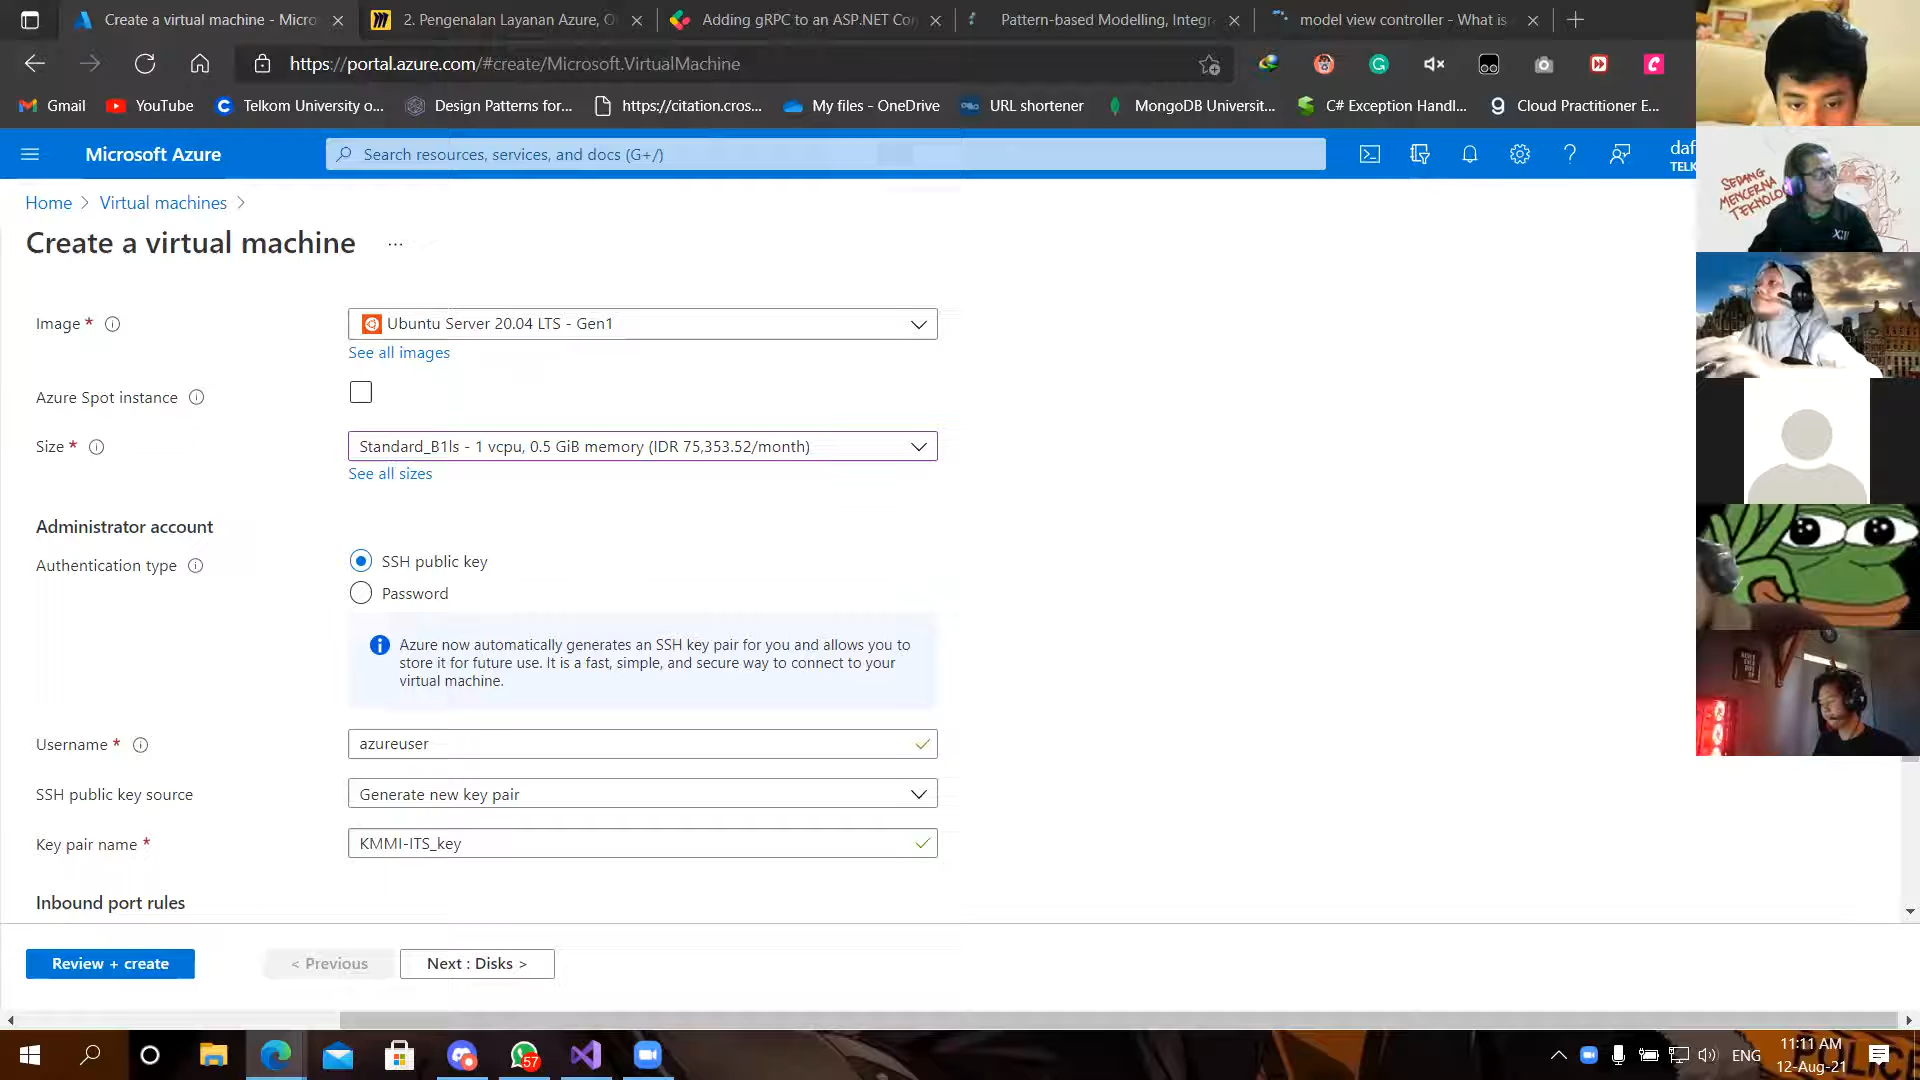 Create a virtual machine - Micro
2. Pengenalan Layanan Azure, O
Adding gRPC to an ASP.NET Cor
Pattern-based Modelling, Integr
model view controller - What is
https://portal.azure.com/#create/Microsoft.VirtualMachine
Gmail
YouTube
Telkom University o...
Design Patterns for...
https://citation.cros...
My files - OneDrive
URL shortener
MongoDB Universit...
C# Exception Handl...
Cloud Practitioner E...
Microsoft Azure
Search resources, services, and docs (G+/)
daf
TELK
SEDANG
MENCERNA
TEKNOLO
Home > Virtual machines >
Create a virtual machine ...
Image *
Ubuntu Server 20.04 LTS - Gen1
See all images
Azure Spot instance
Size *
Standard_B1ls - 1 vcpu, 0.5 GiB memory (IDR 75,353.52/month)
See all sizes
Administrator account
Authentication type
SSH public key
Password
Azure now automatically generates an SSH key pair for you and allows you to
store it for future use. It is a fast, simple, and secure way to connect to your
virtual machine.
Username *
azureuser
SSH public key source
Generate new key pair
Key pair name *
KMMI-ITS_key
Inbound port rules
Review + create
< Previous
Next : Disks >
57
ENG
11:11 AM
12-Aug-21